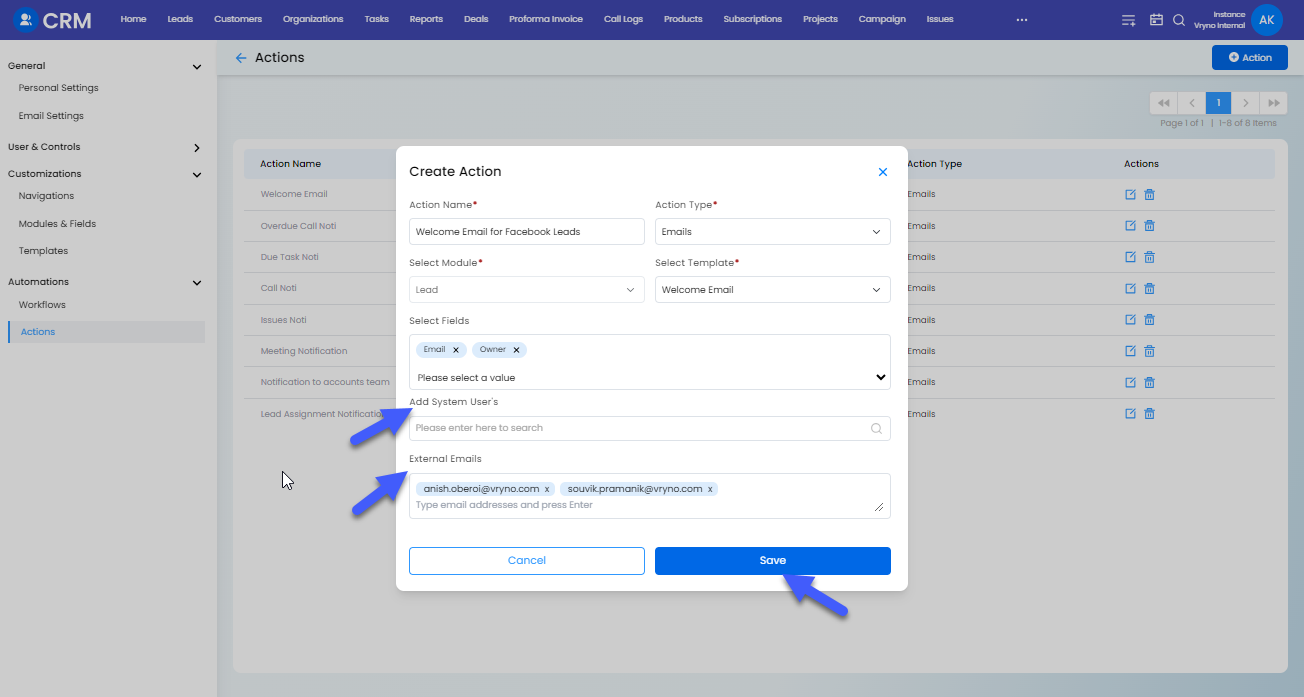 CRM
Home Leads Customers Organizations Tasks Reports Deals Proforma Invoice Call Logs Products Subscriptions Projects Campaign Issues ...
Instance
Vryno Internal
AK
General
Personal Settings
Email Settings
User & Controls
Customizations
Navigations
Modules & Fields
Templates
Automations
Workflows
Actions
Actions
Action
1
Page 1 of 1 | 1-8 of 8 Items
Action Name Action Type Actions
Welcome Email Emails
Overdue Call Noti Emails
Due Task Noti Emails
Call Noti Emails
Issues Noti Emails
Meeting Notification Emails
Notification to accounts team Emails
Lead Assignment Notificatio Emails
Create Action
Action Name* Action Type*
Welcome Email for Facebook Leads Emails
Select Module* Select Template*
Lead Welcome Email
Select Fields
Email x Owner x
Please select a value
Add System User's
Please enter here to search
External Emails
anish.oberoi@vryno.com x souvik.pramanik@vryno.com x
Type email addresses and press Enter
Cancel Save